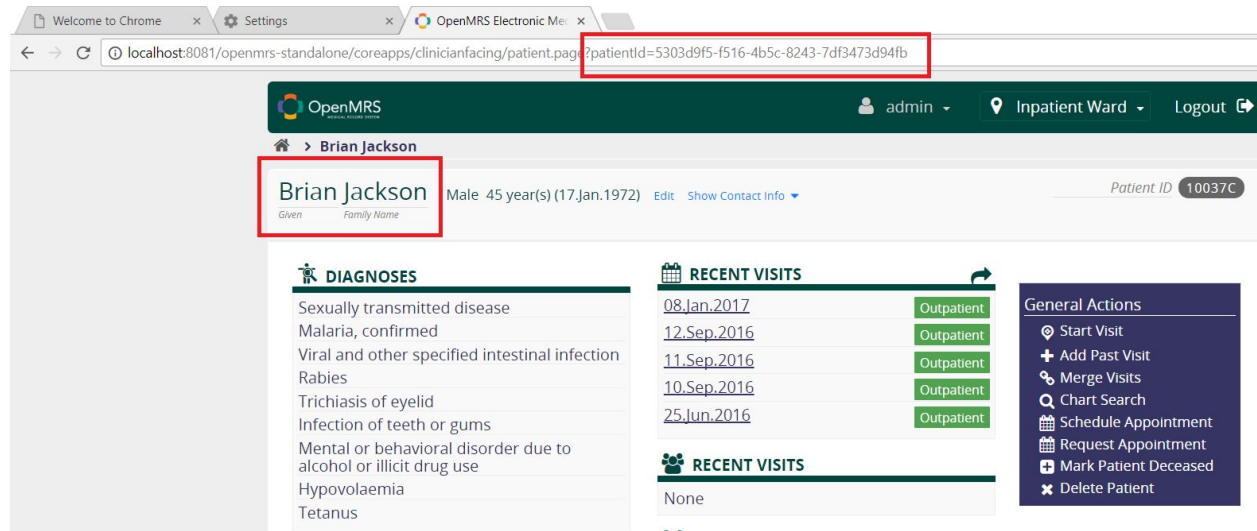 Welcome to Chrome
Settings
OpenMRS Electronic Med
localhost:8081/openmrs-standalone/coreapps/clinicianfacing/patient.page?patientId=5303d9f5-f516-4b5c-8243-7df3473d94fb
OpenMRS
MEDICAL RECORD SYSTEM
admin
Inpatient Ward
Logout
> Brian Jackson
Brian Jackson
Given Family Name
Male 45 year(s) (17.Jan.1972) Edit Show Contact Info
Patient ID 10037C
DIAGNOSES
Sexually transmitted disease
Malaria, confirmed
Viral and other specified intestinal infection
Rabies
Trichiasis of eyelid
Infection of teeth or gums
Mental or behavioral disorder due to
alcohol or illicit drug use
Hypovolaemia
Tetanus
RECENT VISITS
08.Jan.2017 Outpatient
12.Sep.2016 Outpatient
11.Sep.2016 Outpatient
10.Sep.2016 Outpatient
25.Jun.2016 Outpatient
RECENT VISITS
None
General Actions
Start Visit
Add Past Visit
Merge Visits
Chart Search
Schedule Appointment
Request Appointment
Mark Patient Deceased
Delete Patient